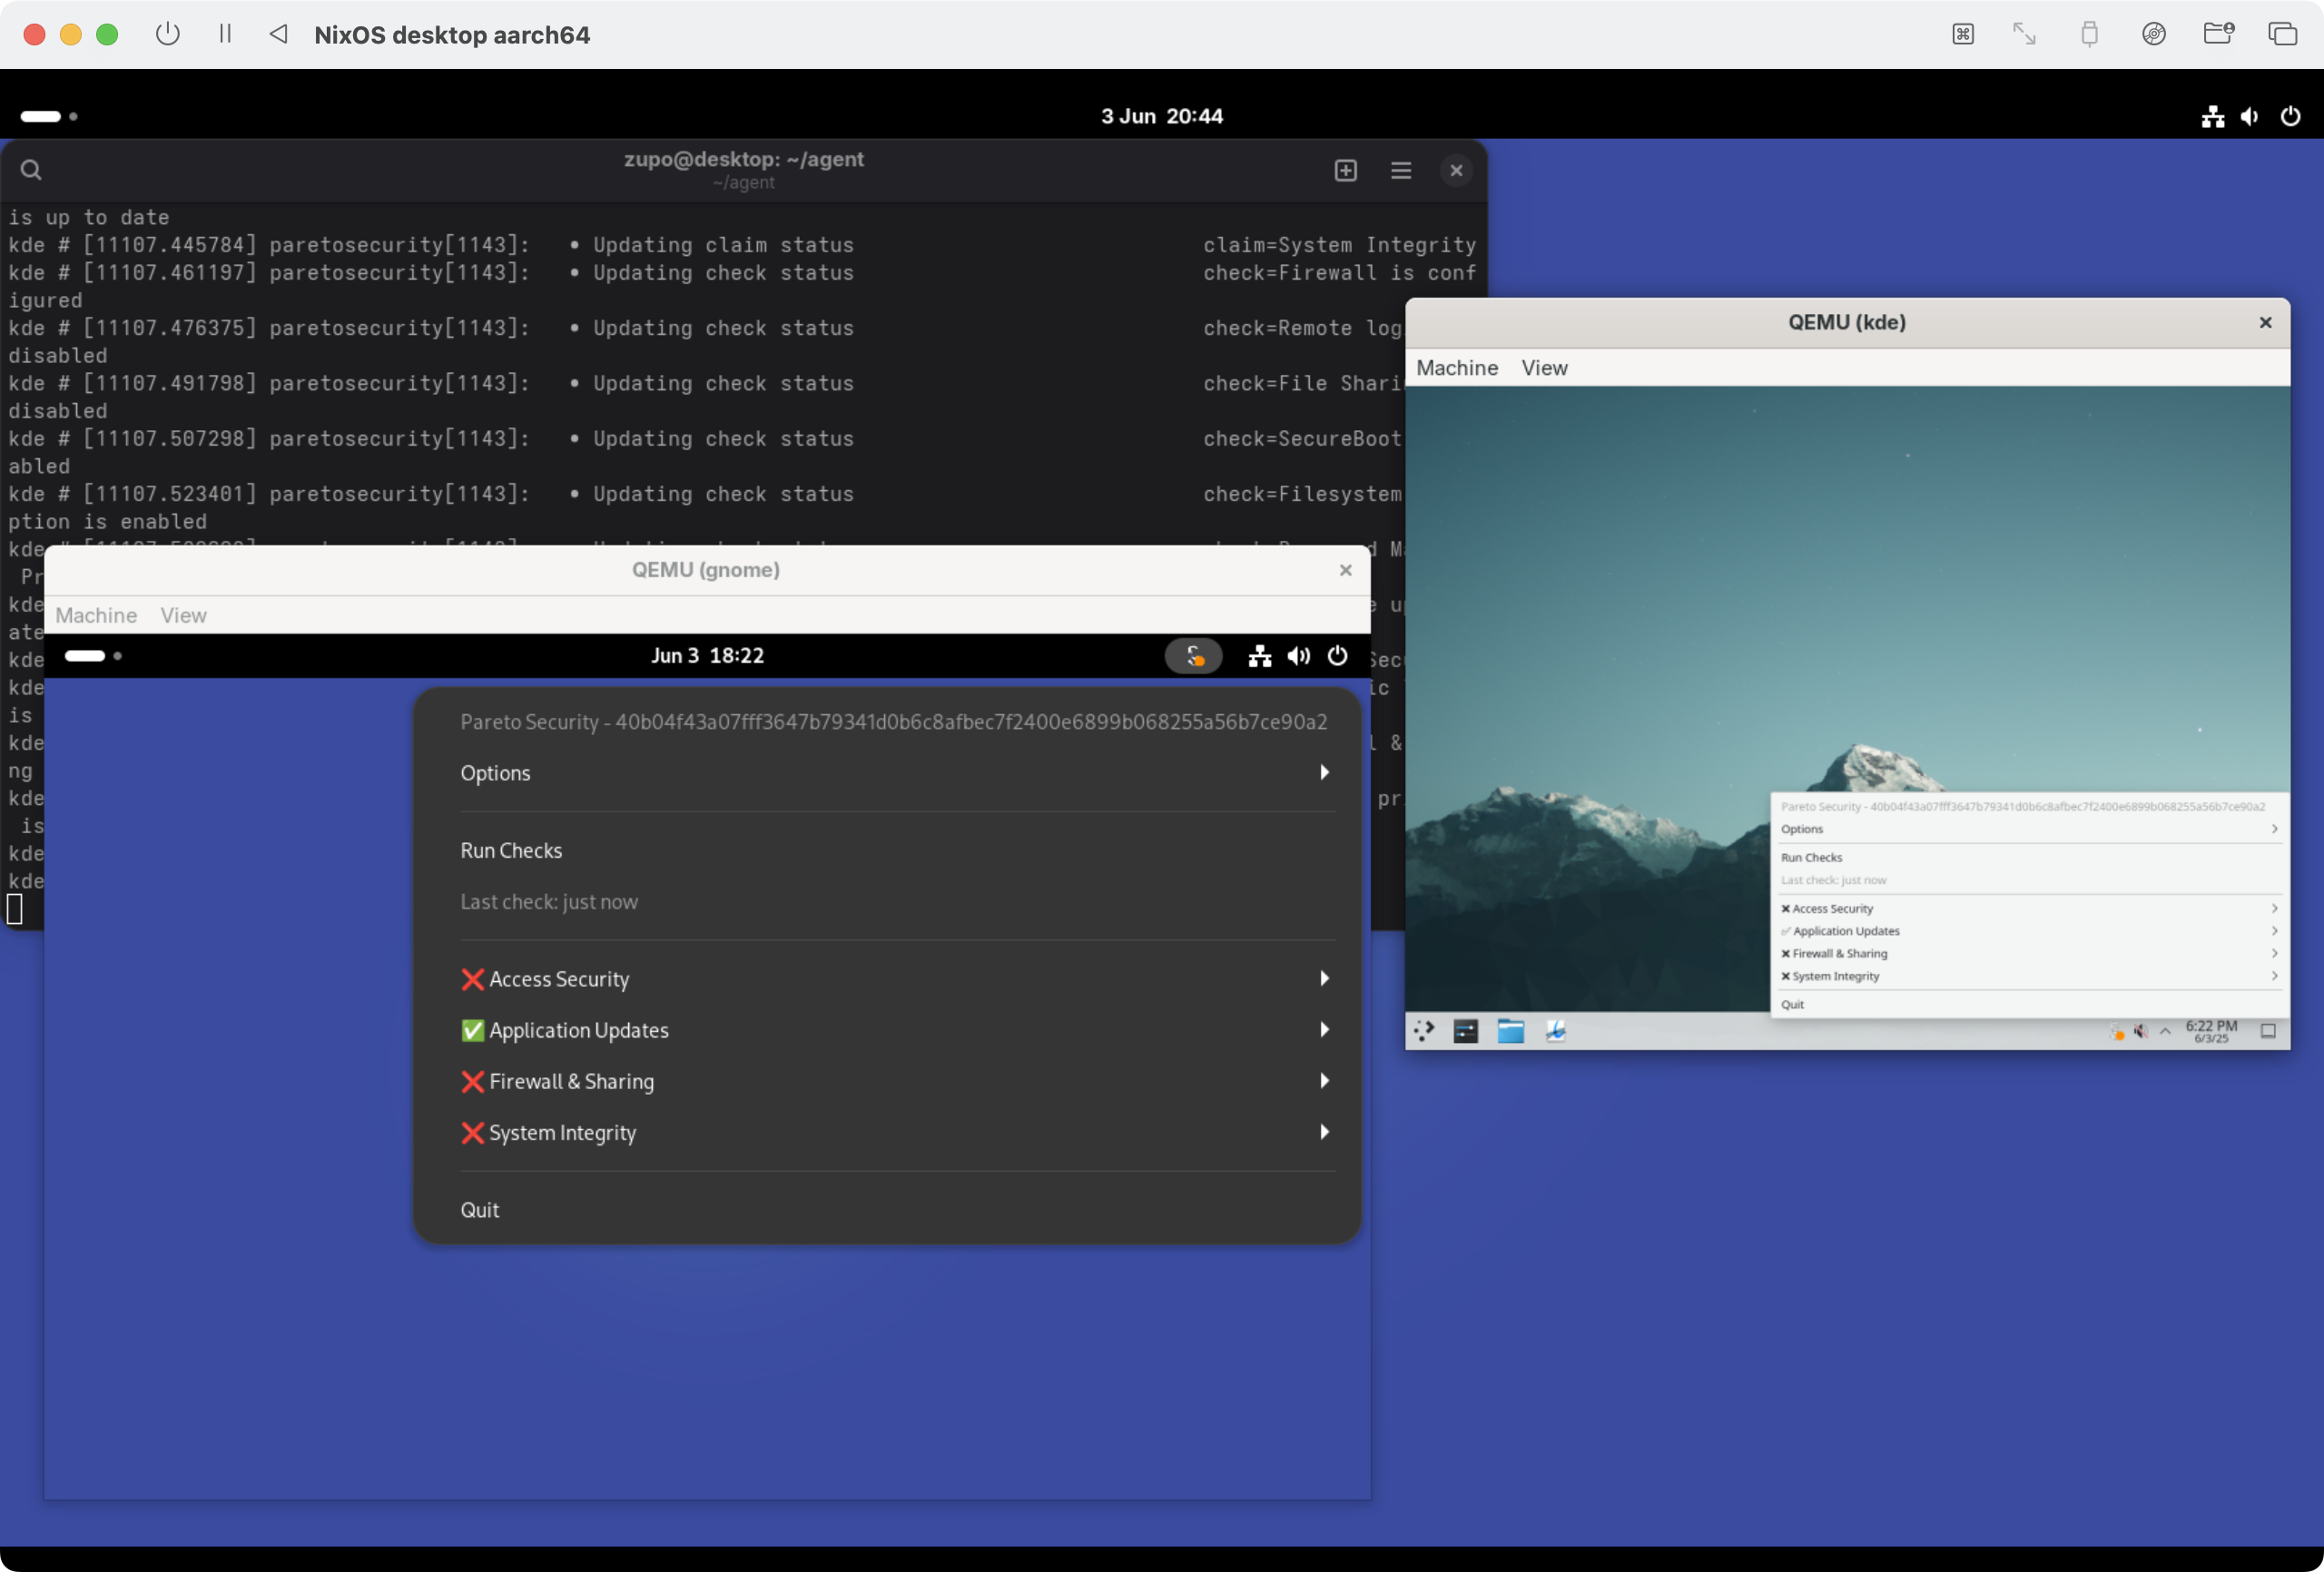 NixOS desktop aarch64
3 Jun 20:44
zupo@desktop: ~/agent
~/agent
is up to date
kde # [11107.445784] paretosecurity[1143]: • Updating claim status claim=System Integrity
kde # [11107.461197] paretosecurity[1143]: • Updating check status check=Firewall is conf
igured
kde # [11107.476375] paretosecurity[1143]: • Updating check status check=Remote log
disabled
kde # [11107.491798] paretosecurity[1143]: • Updating check status check=File Shari
disabled
kde # [11107.507298] paretosecurity[1143]: • Updating check status check=SecureBoot
abled
kde # [11107.523401] paretosecurity[1143]: • Updating check status check=Filesystem
ption is enabled
kde
Pr
kde
ate
kde
kde
is
kde
ng
kde
is
kde
kde
QEMU (gnome)
Machine View
Jun 3 18:22
Pareto Security - 40b04f43a07fff3647b79341d0b6c8afbec7f2400e6899b068255a56b7ce90a2
Options
Run Checks
Last check: just now
❌ Access Security
✅ Application Updates
❌ Firewall & Sharing
❌ System Integrity
Quit
QEMU (kde)
Machine View
Pareto Security - 40b04f43a07fff3647b79341d0b6c8afbec7f2400e6899b068255a56b7ce90a2
Options
Run Checks
Last check: just now
❌ Access Security
✅ Application Updates
❌ Firewall & Sharing
❌ System Integrity
Quit
6:22 PM
6/3/25